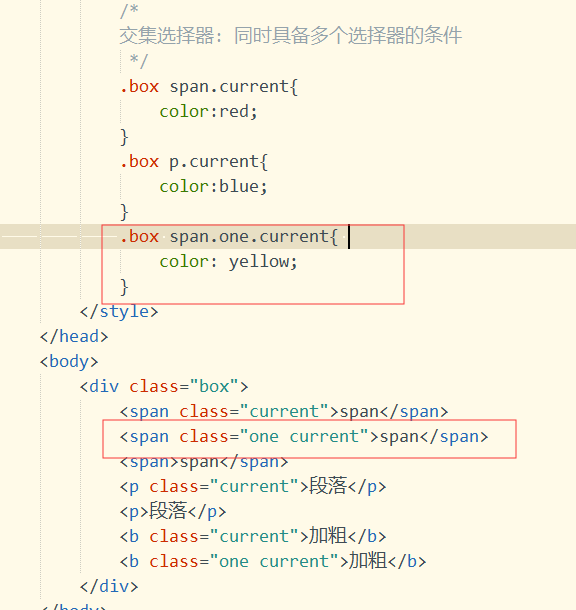 /*
交集选择器: 同时具备多个选择器的条件
*/
.box span.current{
color:red;
}
.box p.current{
color:blue;
}
.box span.one.current{
color: yellow;
}
</style>
</head>
<body>
<div class="box">
<span class="current">span</span>
<span class="one current">span</span>
<span>span</span>
<p class="current">段落</p>
<p>段落</p>
<b class="current">加粗</b>
<b class="one current">加粗</b>
</div>
</body>